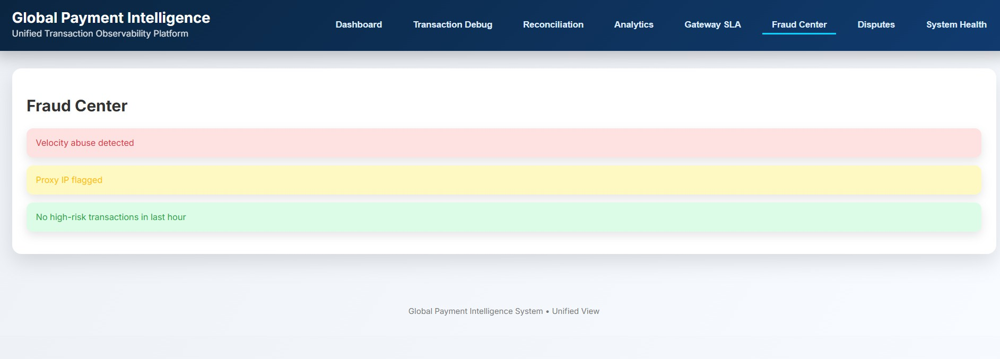 Global Payment Intelligence
Unified Transaction Observability Platform
Dashboard
Transaction Debug
Reconciliation
Analytics
Gateway SLA
Fraud Center
Disputes
System Health
Fraud Center
Velocity abuse detected
Proxy IP flagged
No high-risk transactions in last hour
Global Payment Intelligence System • Unified View